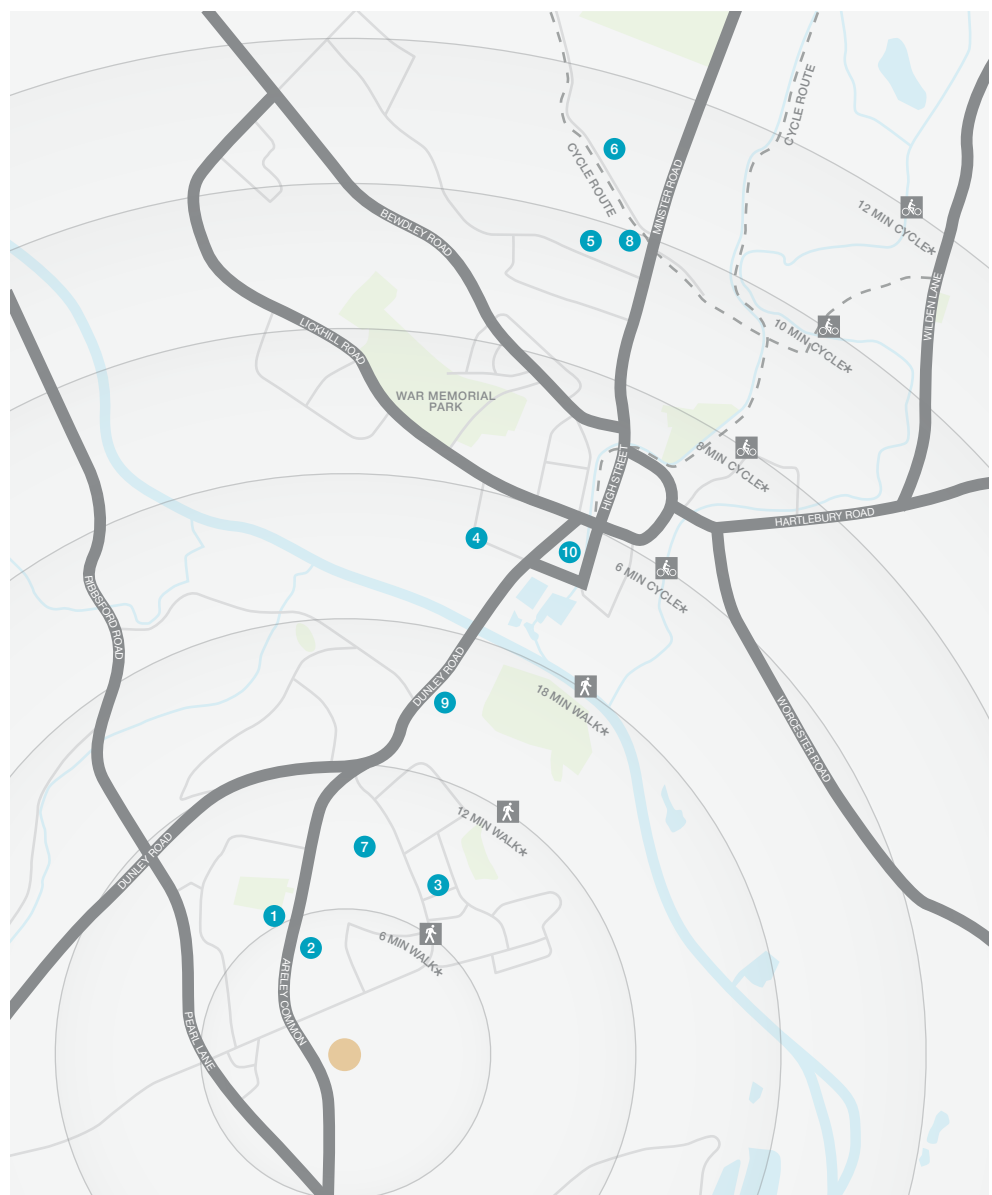 CYCLE ROUTE
6
CYCLE ROUTE
MINSTER ROAD
12 MIN CYCLE*
BEWDLEY ROAD
5
8
WILDEN LANE
LICKHILL ROAD
10 MIN CYCLE*
WAR MEMORIAL
PARK
8 MIN CYCLE*
HIGH STREET
HARTLEBURY ROAD
4
10
6 MIN CYCLE*
RIBBSFORD ROAD
DUNLEY ROAD
9
18 MIN WALK*
WORCESTER ROAD
12 MIN WALK*
7
DUNLEY ROAD
3
1
2
6 MIN WALK*
ARELEY COMMON
PEARL LANE